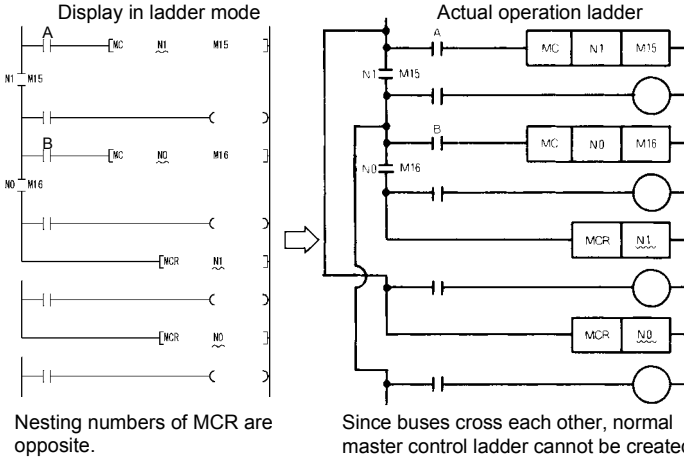 Display in ladder mode
A
MC N1 M15
N1 M15
B
MC N0 M16
N0 M16
MCR N1
MCR N0
Nesting numbers of MCR are
opposite.
Actual operation ladder
A
MC N1 M15
N1 M15
B
MC N0 M16
N0 M16
MCR N1
MCR N0
Since buses cross each other, normal
master control ladder cannot be created